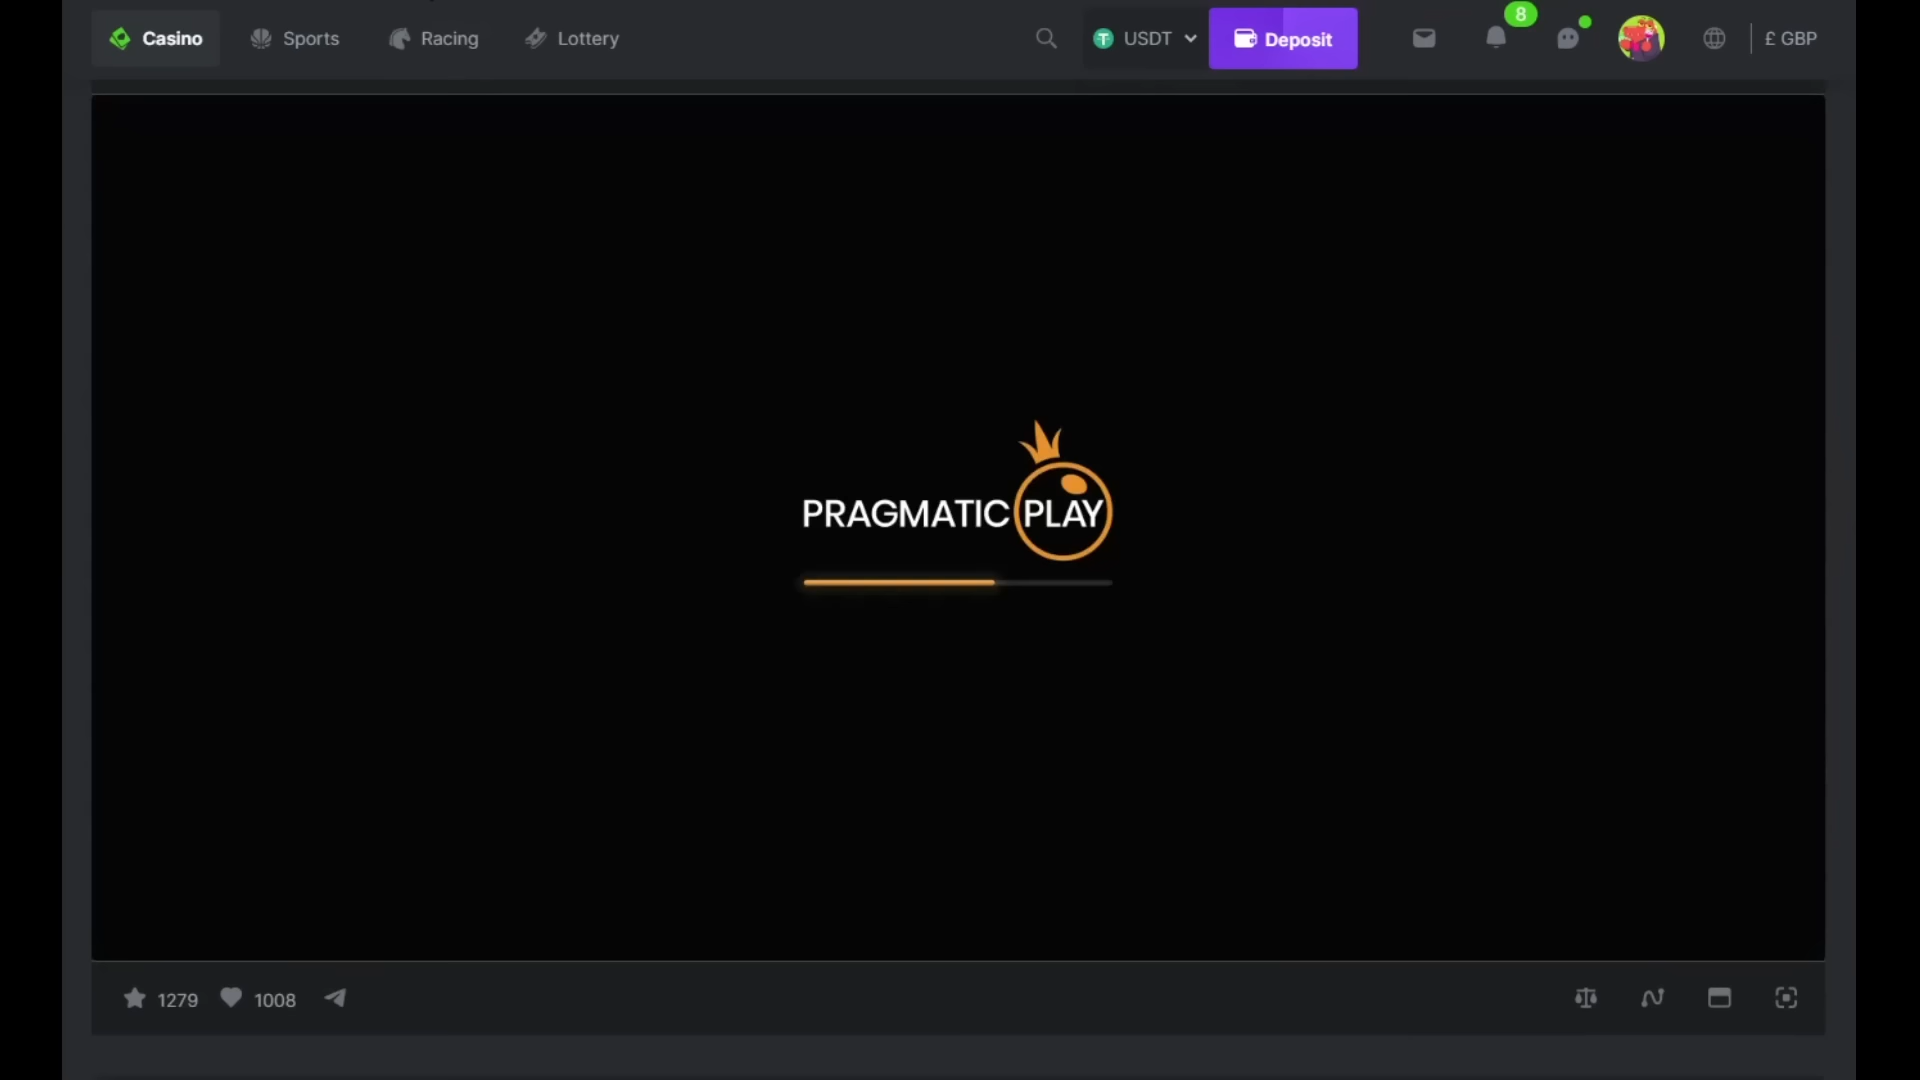 Casino Sports Racing Lottery USDT Deposit 8 £ GBP
PRAGMATIC PLAY
1279 1008